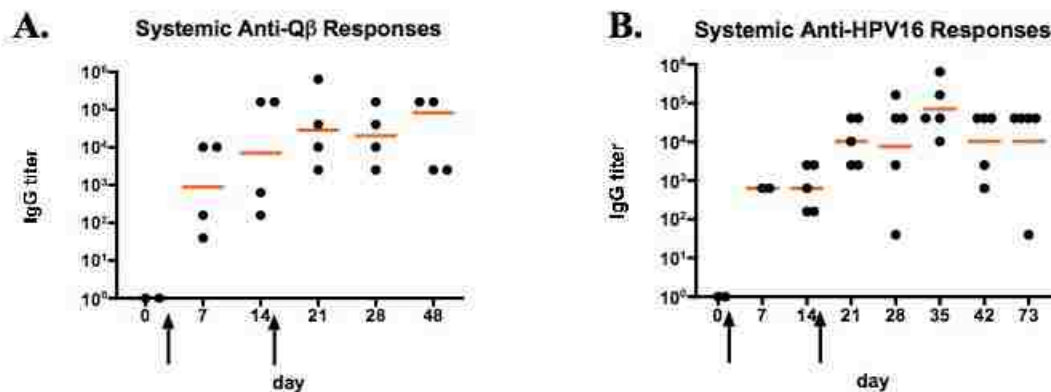 A. Systemic Anti-Qβ Responses
IgG titer
10⁶
10⁵
10⁴
10³
10²
10¹
10⁰
0 7 14 21 28 48
day
B. Systemic Anti-HPV16 Responses
IgG titer
10⁶
10⁵
10⁴
10³
10²
10¹
10⁰
0 7 14 21 28 35 42 73
day